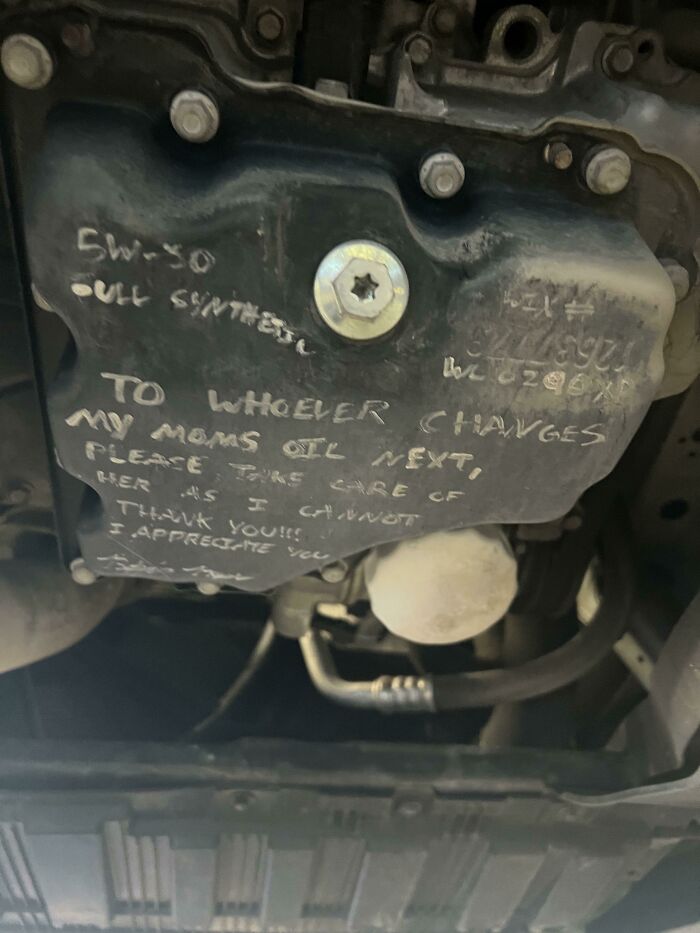 5W-30
FULL SYNTHETIC
WIX #
TO WHOEVER CHANGES
MY MOMS OIL NEXT,
PLEASE TAKE CARE OF
HER AS I CANNOT
THANK YOU!!!
I APPRECIATE YOU